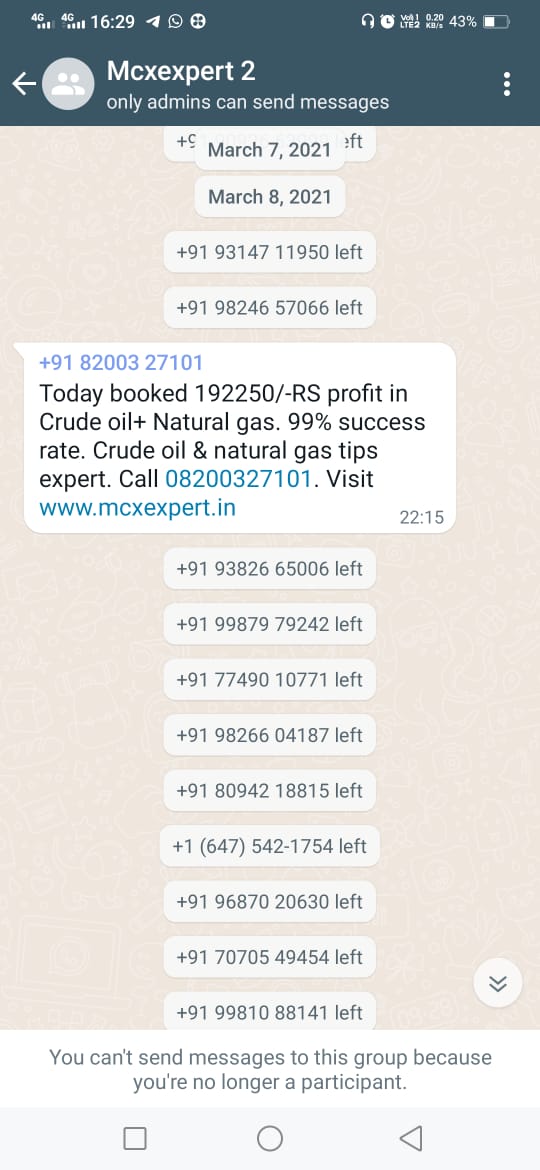 4G 4G 16:29 Vo)) 1 LTE2 0.20 KB/s 43%
Mcxexpert 2
only admins can send messages
left
March 7, 2021
March 8, 2021
+91 93147 11950 left
+91 98246 57066 left
+91 82003 27101
Today booked 192250/-RS profit in
Crude oil+ Natural gas. 99% success
rate. Crude oil & natural gas tips
expert. Call 08200327101. Visit
www.mcxexpert.in
22:15
+91 93826 65006 left
+91 99879 79242 left
+91 77490 10771 left
+91 98266 04187 left
+91 80942 18815 left
+1 (647) 542-1754 left
+91 96870 20630 left
+91 70705 49454 left
+91 99810 88141 left
You can't send messages to this group because
you're no longer a participant.